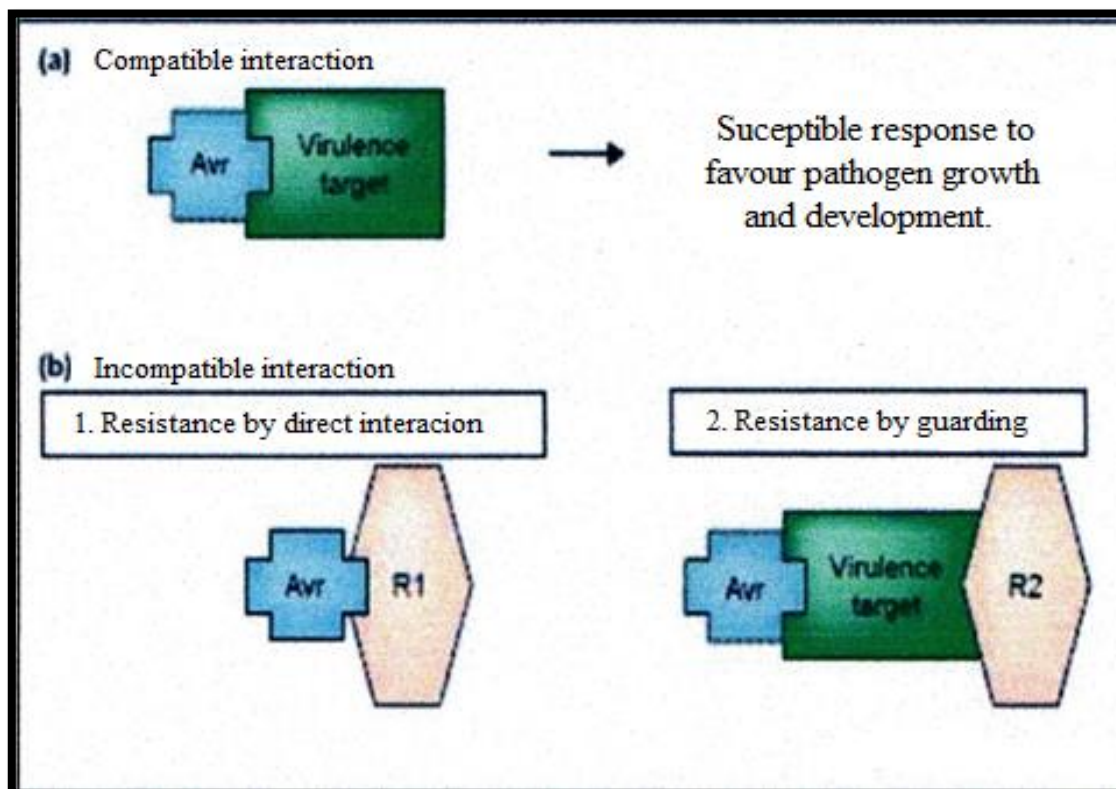 (a) Compatible interaction
Avr
Virulence
target
Suceptible response to
favour pathogen growth
and development.
(b) Incompatible interaction
1. Resistance by direct interacion
2. Resistance by guarding
Avr
R1
Avr
Virulence
target
R2